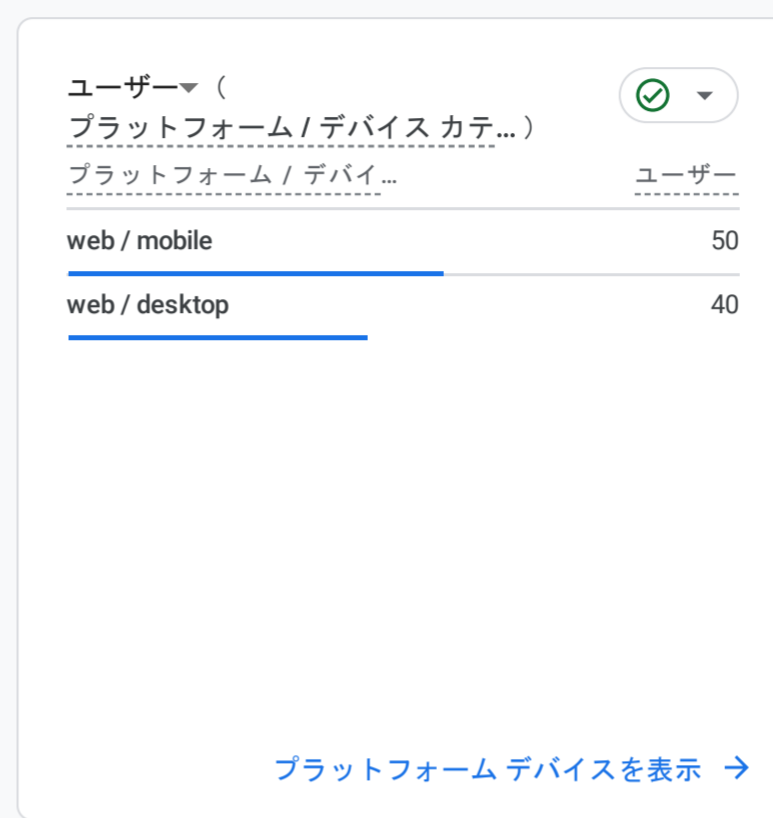 ユーザー（
プラットフォーム / デバイス カテ...）
プラットフォーム / デバイ... ユーザー
web / mobile 50
web / desktop 40
プラットフォーム デバイスを表示 →